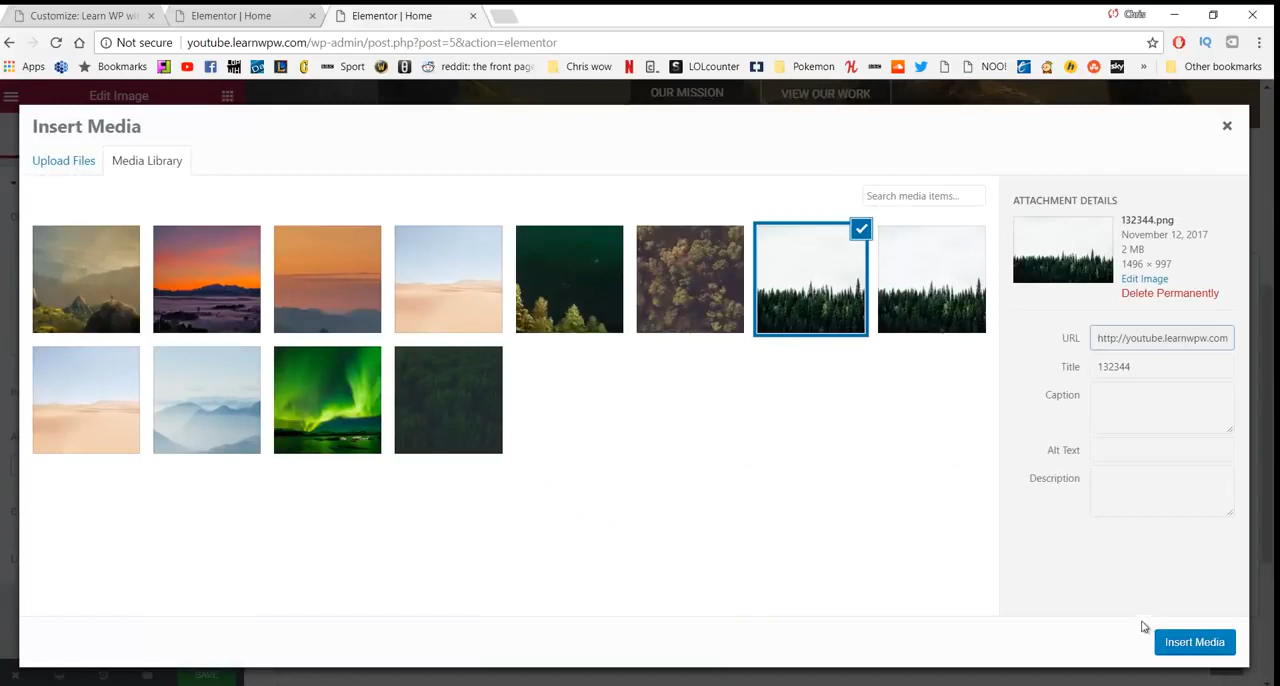 Customize: Learn WP wi
Elementor | Home
Elementor | Home
Chris
Not secure
youtube.learnwpw.com/wp-admin/post.php?post=5&action=elementor
Apps
Bookmarks
Sport
reddit: the front page
Chris wow
LOLcounter
Pokemon
NOO!
sky
»
Other bookmarks
Edit Image
OUR MISSION
VIEW OUR WORK
Insert Media
Upload Files
Media Library
Search media items...
ATTACHMENT DETAILS
132344.png
November 12, 2017
2 MB
1496 × 997
Edit Image
Delete Permanently
URL
http://youtube.learnwpw.com
Title
132344
Caption
Alt Text
Description
Insert Media
SAVE